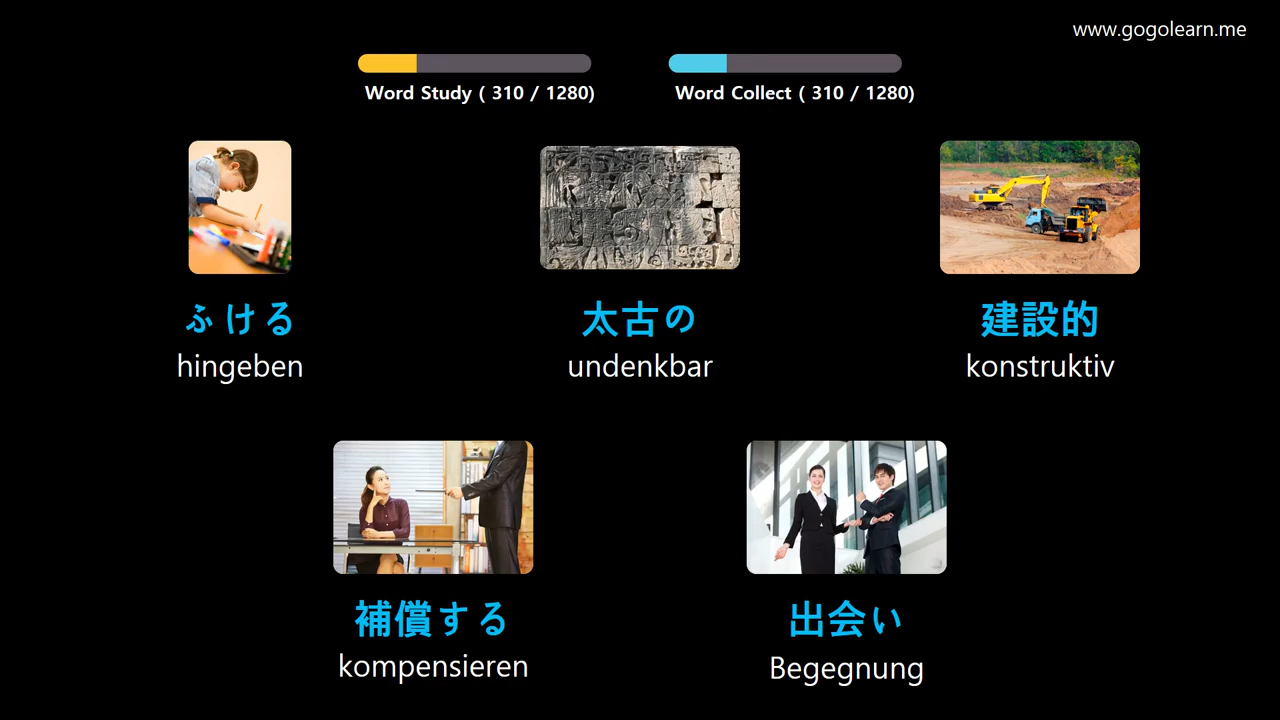 www.gogolearn.me
Word Study ( 310 / 1280)
Word Collect ( 310 / 1280)
ふける
hingeben
太古の
undenkbar
建設的
konstruktiv
補償する
kompensieren
出会い
Begegnung